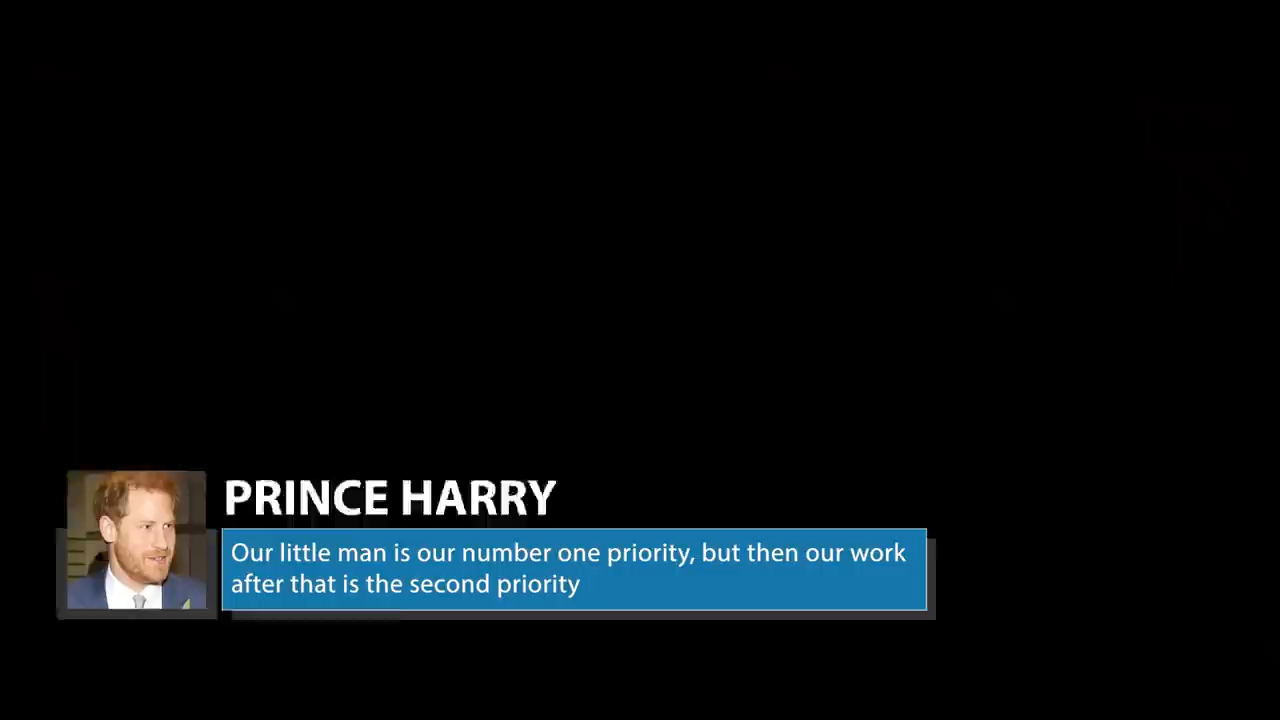 PRINCE HARRY
Our little man is our number one priority, but then our work
after that is the second priority